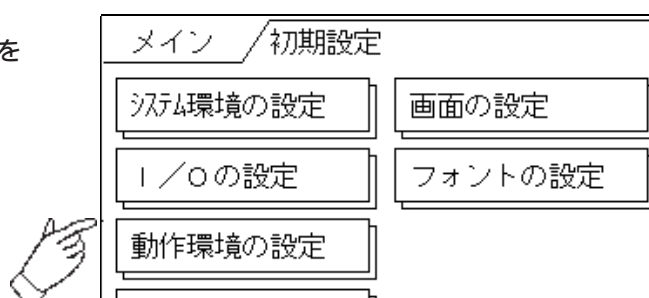 を
メイン／初期設定
ｼｽﾃﾑ環境の設定
画面の設定
Ｉ／Ｏの設定
フォントの設定
動作環境の設定